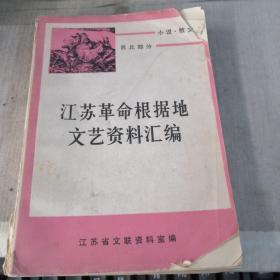 小说·散文
苏北部分
江苏革命根据地
文艺资料汇编
江苏省文联资料室编